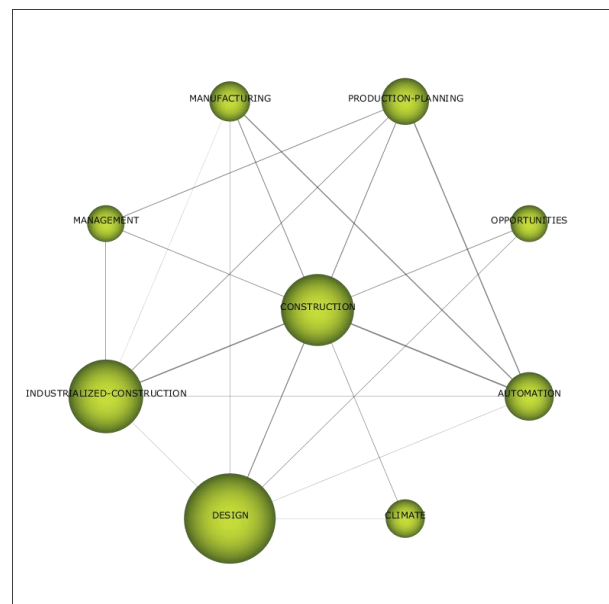 MANUFACTURING
PRODUCTION-PLANNING
MANAGEMENT
OPPORTUNITIES
CONSTRUCTION
INDUSTRIALIZED-CONSTRUCTION
AUTOMATION
DESIGN
CLIMATE